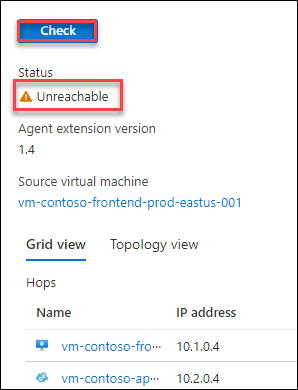 Check
Status
Unreachable
Agent extension version
1.4
Source virtual machine
vm-contoso-frontend-prod-eastus-001
Grid view Topology view
Hops
Name IP address
vm-contoso-fro··· 10.1.0.4
vm-contoso-ap··· 10.2.0.4